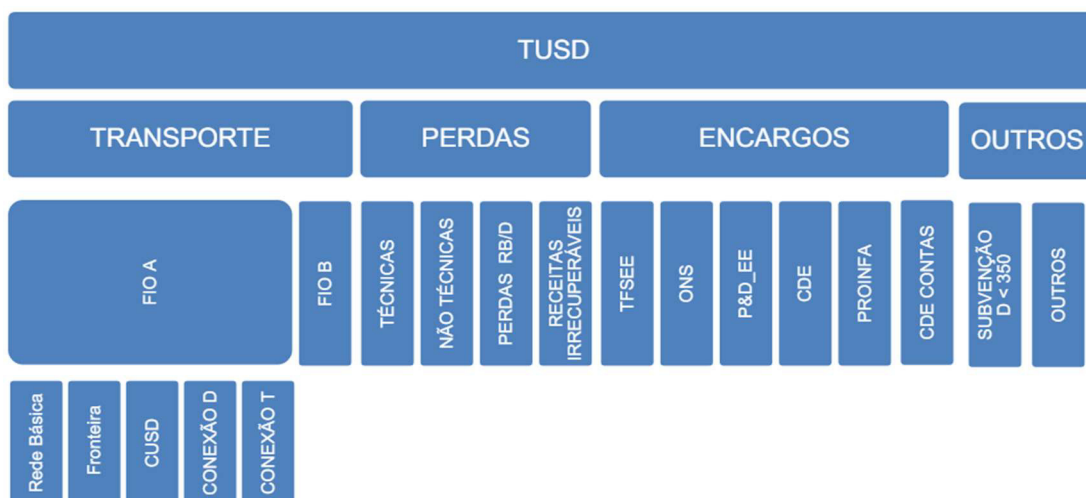 TUSD
TRANSPORTE
PERDAS
ENCARGOS
OUTROS
FIO A
FIO B
TÉCNICAS
NÃO TÉCNICAS
PERDAS RB/D
RECEITAS
IRRECUPERÁVEIS
TFSEE
ONS
P&D_EE
CDE
PROINFA
CDE CONTAS
SUBVENÇÃO
D < 350
OUTROS
Rede Básica
Fronteira
CUSD
CONEXÃO D
CONEXÃO T